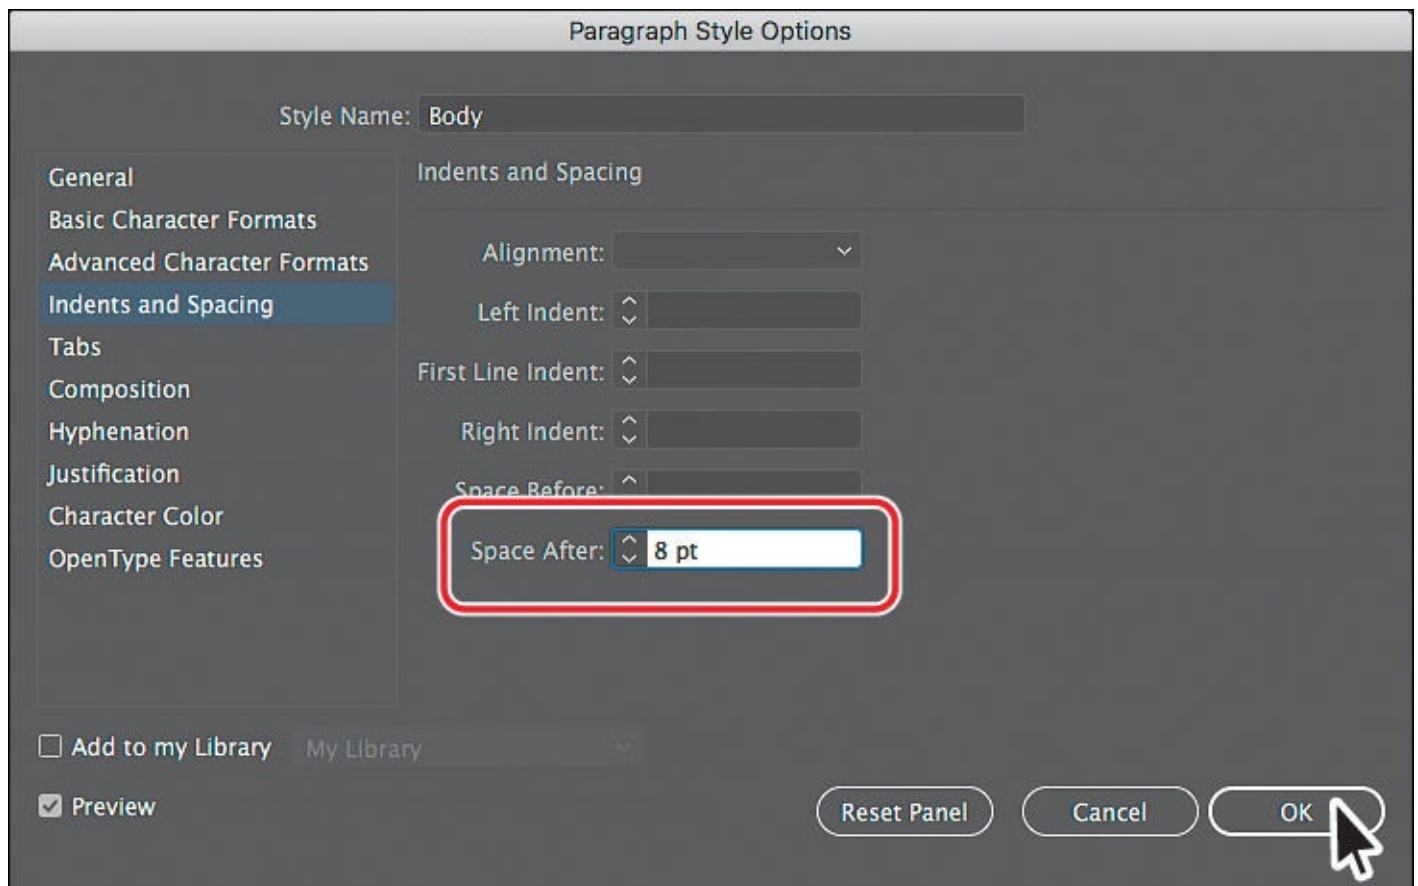 Paragraph Style Options
Style Name: Body
General
Basic Character Formats
Advanced Character Formats
Indents and Spacing
Tabs
Composition
Hyphenation
Justification
Character Color
OpenType Features
Indents and Spacing
Alignment:
Left Indent:
First Line Indent:
Right Indent:
Space Before:
Space After: 8 pt
Add to my Library My Library
Preview
Reset Panel Cancel OK